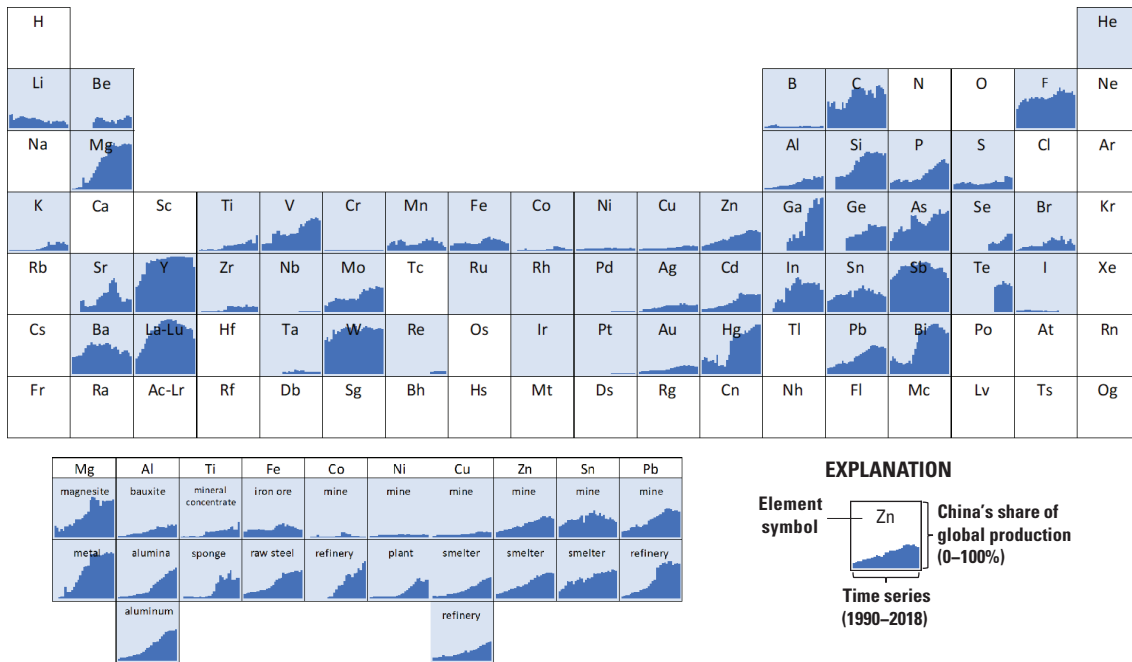 H He
Li Be B C N O F Ne
Na Mg Al Si P S Cl Ar
K Ca Sc Ti V Cr Mn Fe Co Ni Cu Zn Ga Ge As Se Br Kr
Rb Sr Y Zr Nb Mo Tc Ru Rh Pd Ag Cd In Sn Sb Te I Xe
Cs Ba La-Lu Hf Ta W Re Os Ir Pt Au Hg Tl Pb Bi Po At Rn
Fr Ra Ac-Lr Rf Db Sg Bh Hs Mt Ds Rg Cn Nh Fl Mc Lv Ts Og
Mg Al Ti Fe Co Ni Cu Zn Sn Pb
magnesite bauxite mineral concentrate iron ore mine mine mine mine mine mine
metal alumina sponge raw steel refinery plant smelter smelter smelter refinery
aluminum refinery
EXPLANATION
Element
symbol
Zn
China's share of
global production
(0–100%)
Time series
(1990–2018)